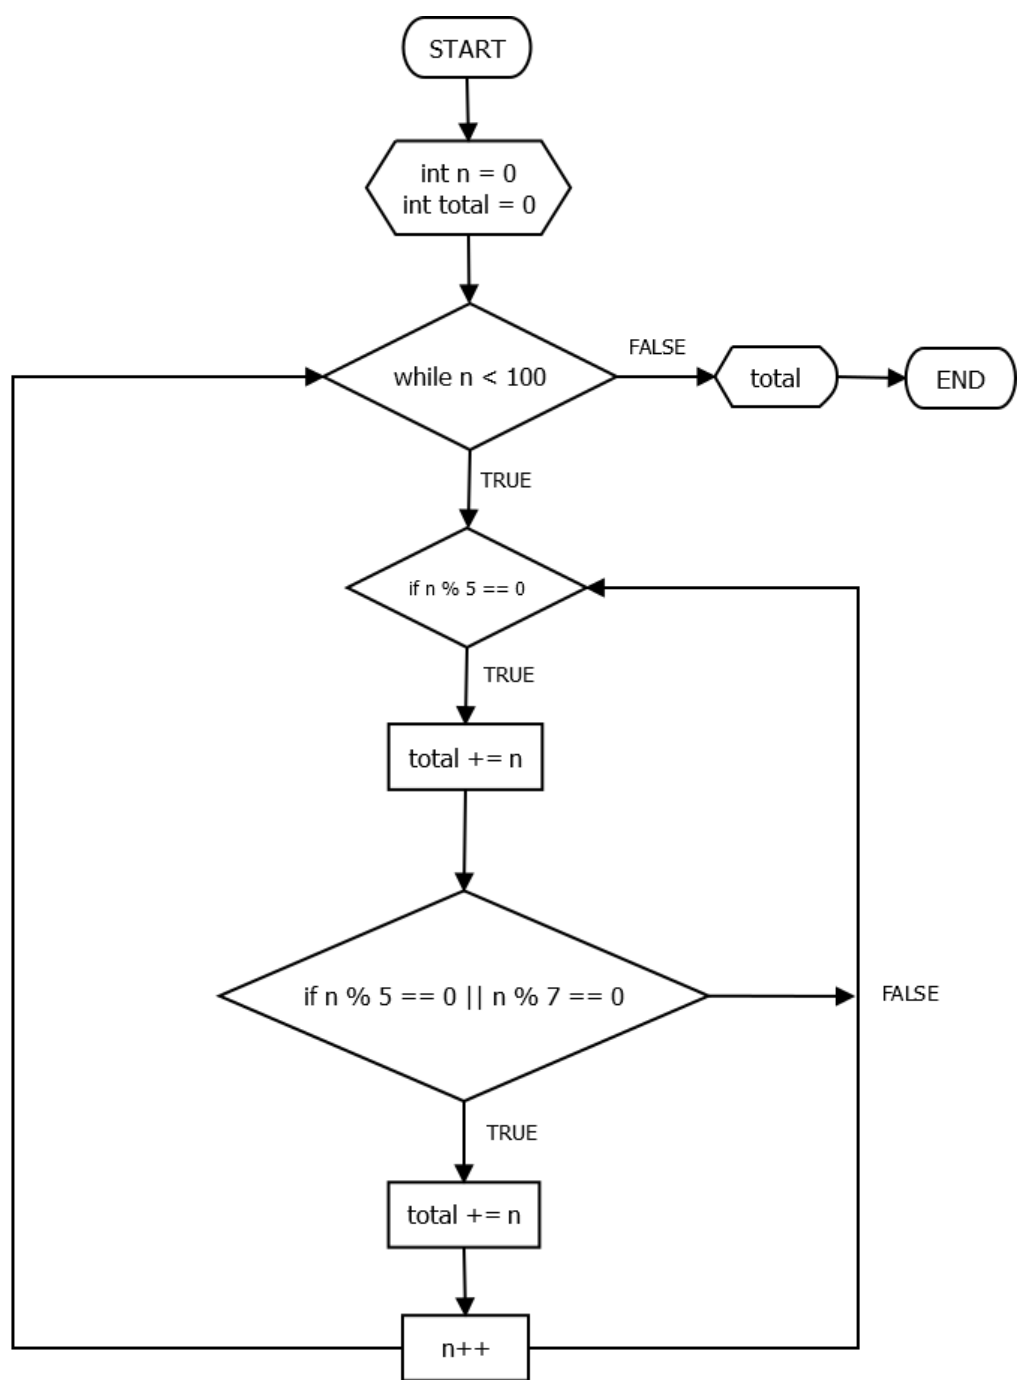 START
int n = 0
int total = 0
while n < 100
FALSE
total
END
TRUE
if n % 5 == 0
TRUE
total += n
if n % 5 == 0 || n % 7 == 0
FALSE
TRUE
total += n
n++